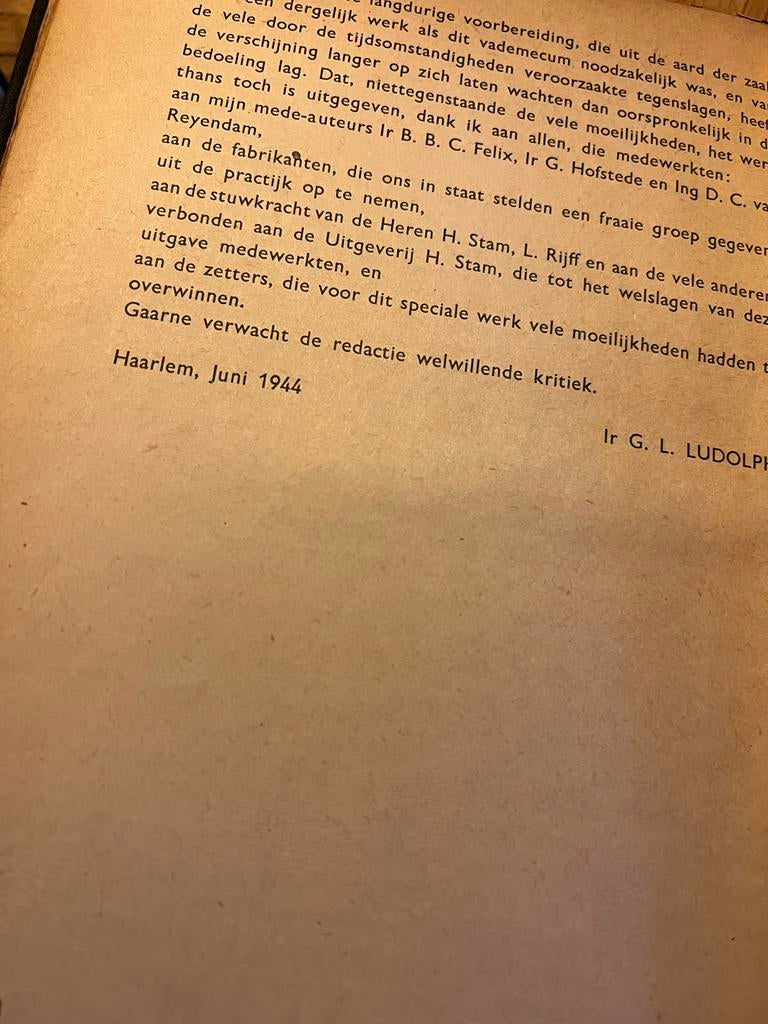 langdurige voorbereiding, die uit de aard der
dergelijk werk als dit vademecum noodzakelijk was, en
de vele door de tijdsomstandigheden veroorzaakte tegenslagen,
de verschijning langer op zich laten wachten dan oorspronkelijk in
bedoeling lag. Dat, niettegenstaande de vele moeilijkheden, het
thans toch is uitgegeven, dank ik aan allen, die medewerkten:
aan mijn mede-auteurs Ir B. B. C. Felix, Ir G. Hofstede en Ing D. C.
Reyendam,
aan de fabrikanten, die ons in staat stelden een fraaie groep
uit de practijk op te nemen,
aan de stuwkracht van de Heren H. Stam, L. Rijff en aan de vele
verbonden aan de Uitgeverij H. Stam, die tot het welslagen van
uitgave medewerkten, en
aan de zetters, die voor dit speciale werk vele moeilijkheden hadden
overwinnen.
Gaarne verwacht de redactie welwillende kritiek.
Haarlem, Juni 1944
Ir G. L. LUDOLPH